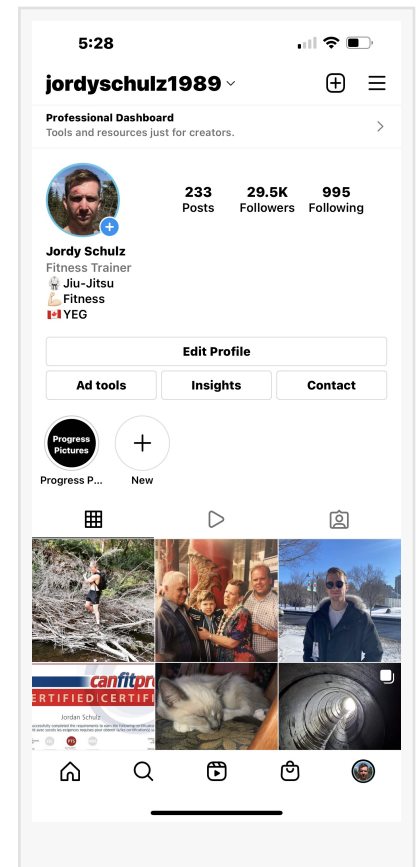 5:28
jordyschulz1989
Professional Dashboard
Tools and resources just for creators.
233 29.5K 995
Posts Followers Following
Jordy Schulz
Fitness Trainer
🥋 Jiu-Jitsu
💪🏻Fitness
🇨🇦YEG
Edit Profile
Ad tools Insights Contact
Progress
Pictures
Progress P... New
canfitpro
ERTIFIED CERTIFI
Jordan Schulz